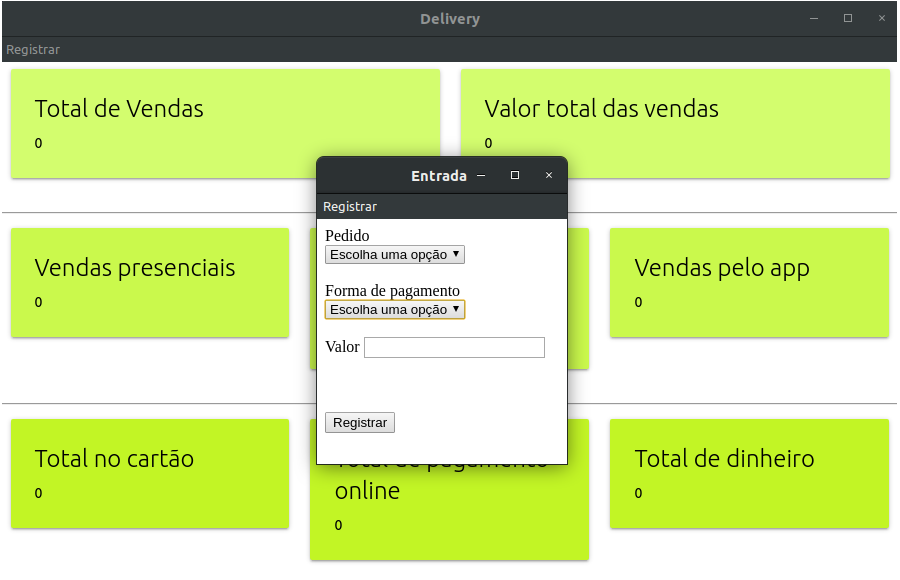 Delivery
Registrar
Total de Vendas
0
Valor total das vendas
0
Entrada
Registrar
Pedido
Escolha uma opção
Forma de pagamento
Escolha uma opção
Valor
Registrar
Vendas presenciais
0
Vendas pelo app
0
Total no cartão
0
Total de pagamento
online
0
Total de dinheiro
0